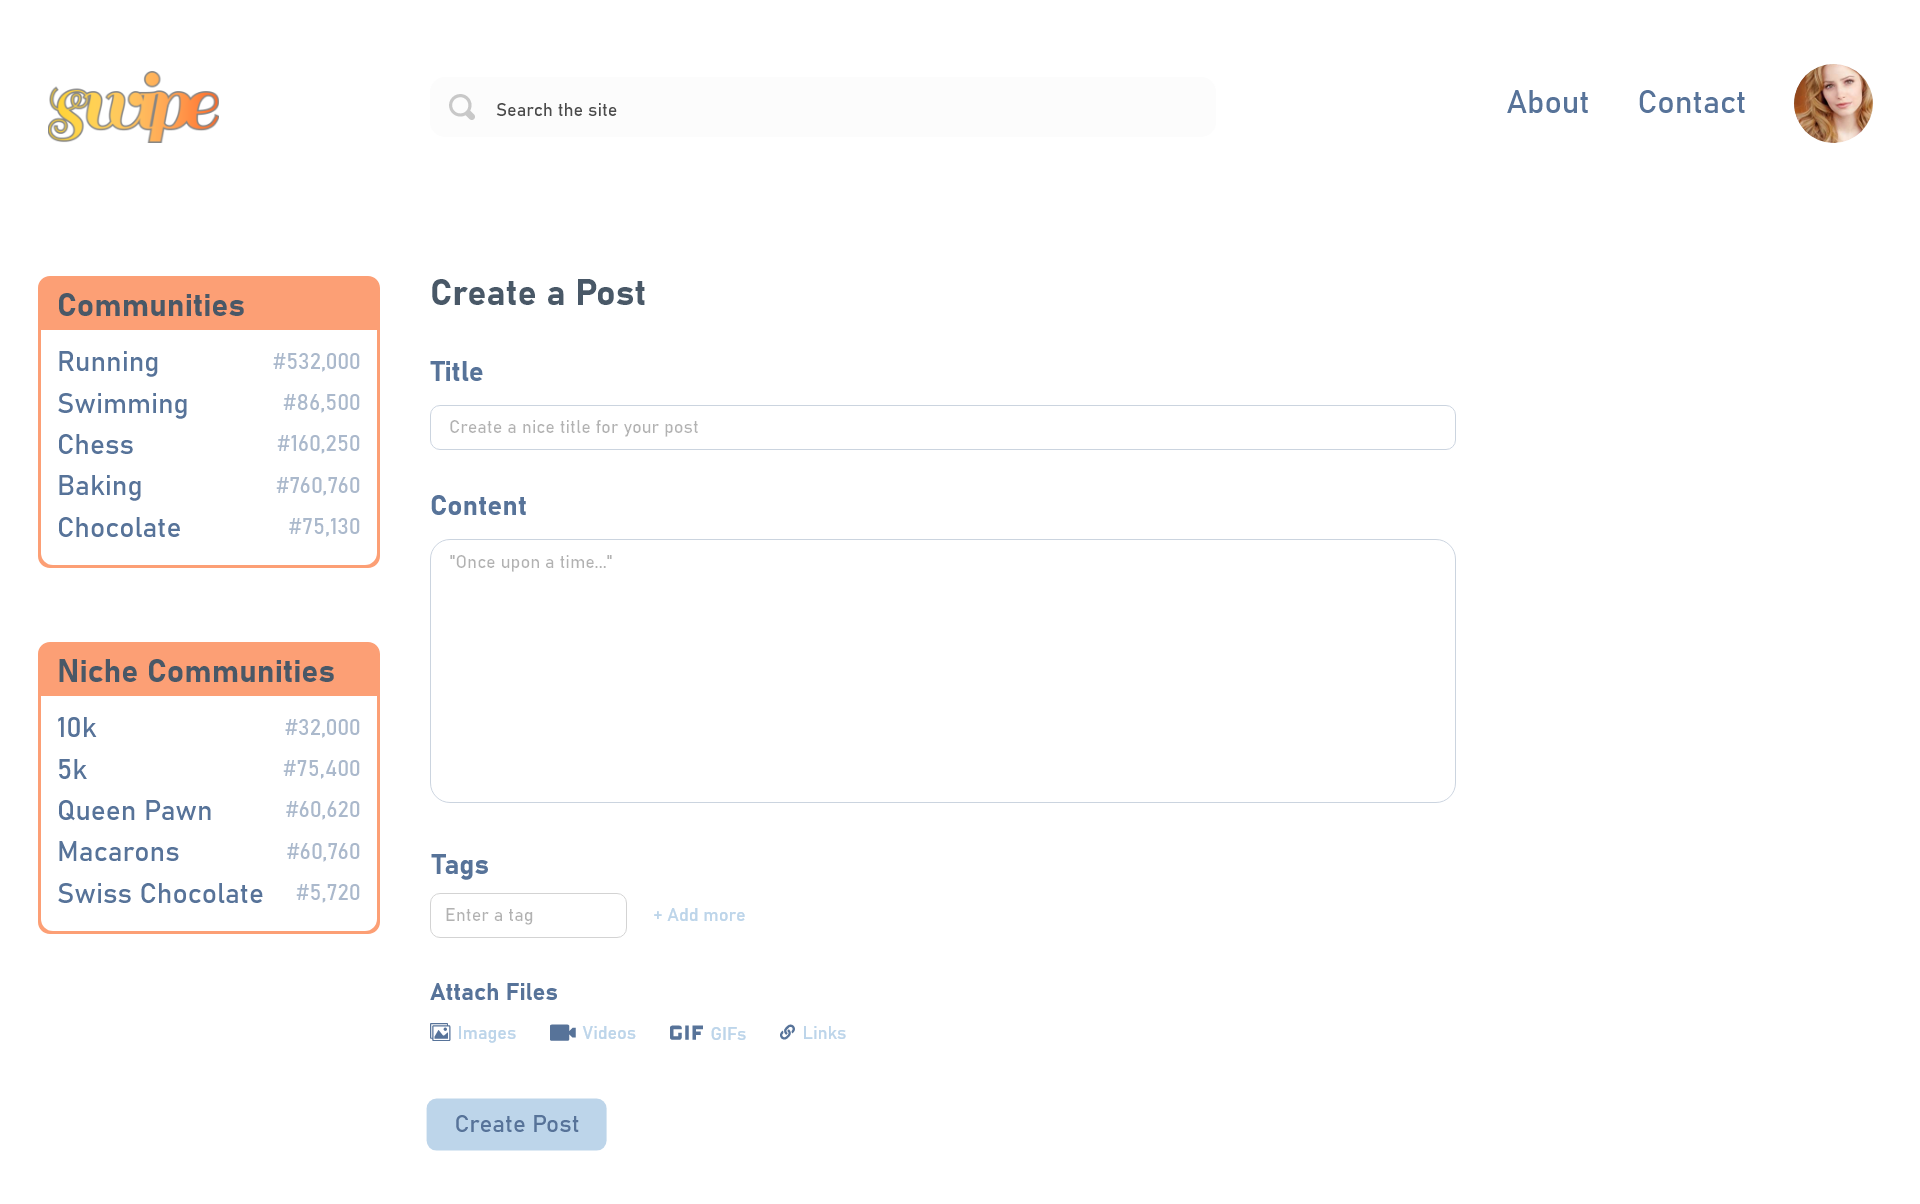 swipe
Search the site
About
Contact
Communities
Running #532,000
Swimming #86,500
Chess #160,250
Baking #760,760
Chocolate #75,130
Niche Communities
10k #32,000
5k #75,400
Queen Pawn #60,620
Macarons #60,760
Swiss Chocolate #5,720
Create a Post
Title
Create a nice title for your post
Content
"Once upon a time..."
Tags
Enter a tag
+ Add more
Attach Files
Images
Videos
GIF GIFs
Links
Create Post